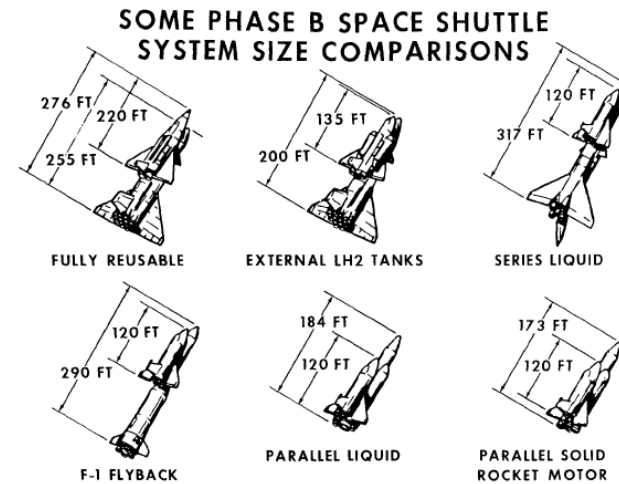 SOME PHASE B SPACE SHUTTLE
SYSTEM SIZE COMPARISONS
276 FT
220 FT
255 FT
FULLY REUSABLE
135 FT
200 FT
EXTERNAL LH2 TANKS
120 FT
317 FT
SERIES LIQUID
120 FT
290 FT
F-1 FLYBACK
184 FT
120 FT
PARALLEL LIQUID
173 FT
120 FT
PARALLEL SOLID
ROCKET MOTOR